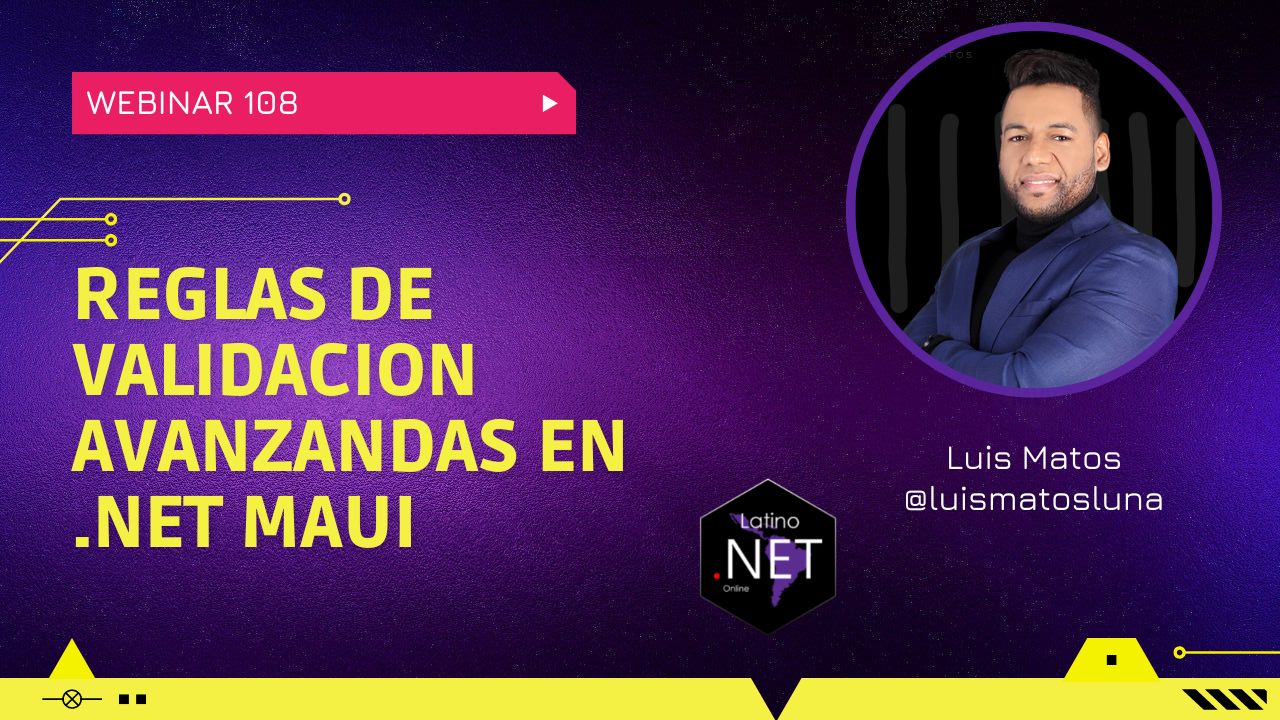 WEBINAR 108
REGLAS DE
VALIDACION
AVANZANDAS EN
.NET MAUI
Luis Matos
@luismatosluna
Latino
.NET
Online